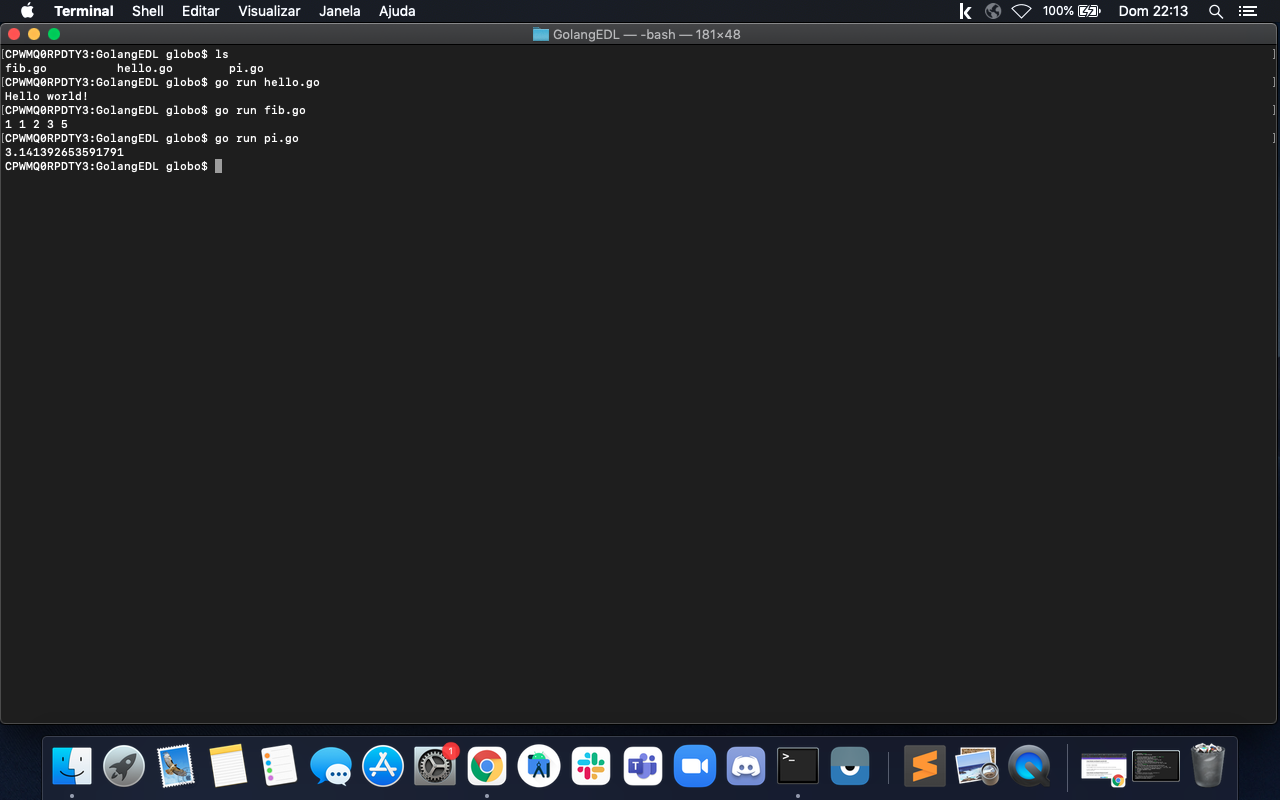 Terminal Shell Editar Visualizar Janela Ajuda 100% Dom 22:13
GolangEDL — -bash — 181×48
[CPWMQ0RPDTY3:GolangEDL globo$ ls ]
fib.go hello.go pi.go
[CPWMQ0RPDTY3:GolangEDL globo$ go run hello.go ]
Hello world!
[CPWMQ0RPDTY3:GolangEDL globo$ go run fib.go ]
1 1 2 3 5
[CPWMQ0RPDTY3:GolangEDL globo$ go run pi.go ]
3.141392653591791
CPWMQ0RPDTY3:GolangEDL globo$
1